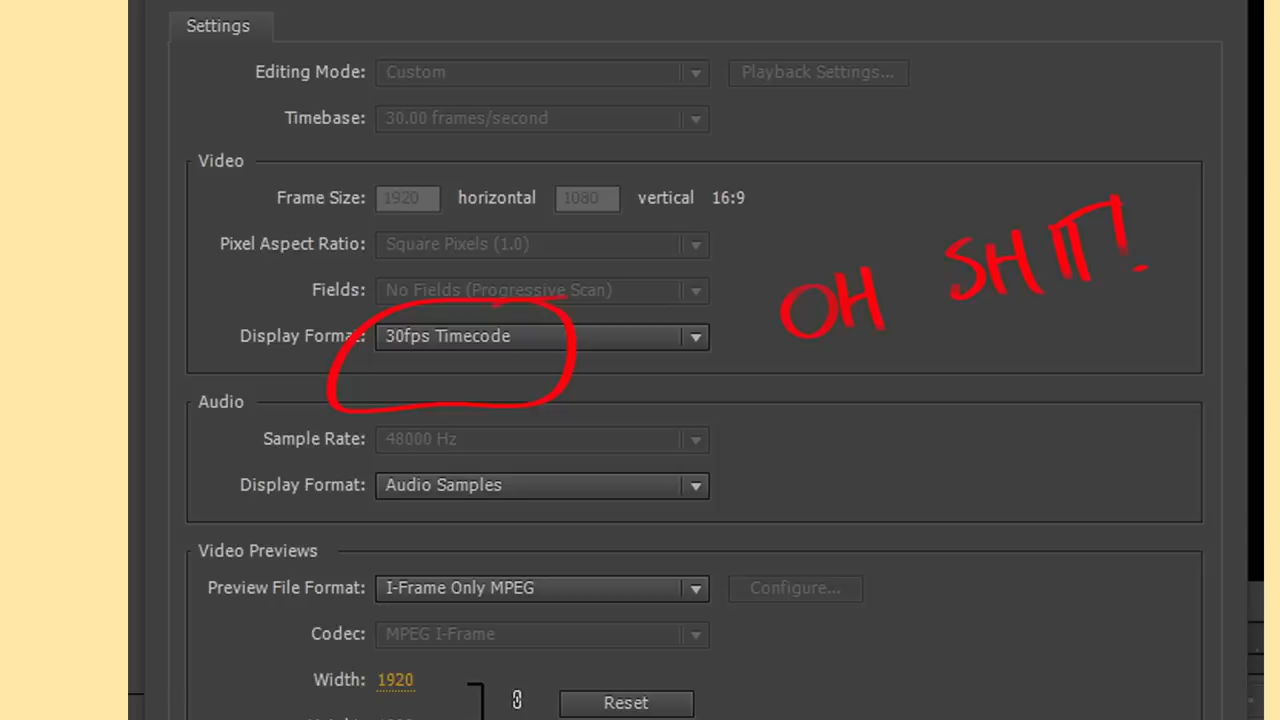 Settings
Editing Mode: Custom Playback Settings...
Timebase: 30.00 frames/second
Video
Frame Size: 1920 horizontal 1080 vertical 16:9
Pixel Aspect Ratio: Square Pixels (1.0)
Fields: No Fields (Progressive Scan)
OH SHIT!
Display Format: 30fps Timecode
Audio
Sample Rate: 48000 Hz
Display Format: Audio Samples
Video Previews
Preview File Format: I-Frame Only MPEG Configure...
Codec: MPEG I-Frame
Width: 1920
Reset